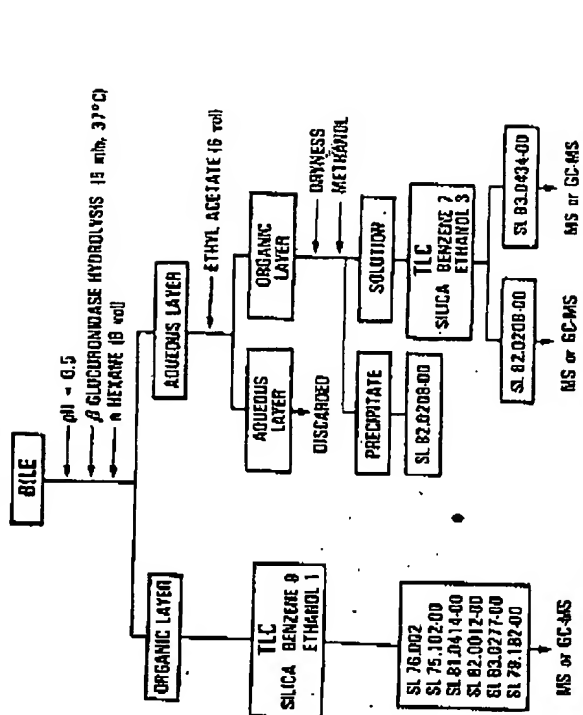 BILE
pH = 6.5
β GLUCURONIDASE HYDROLYSIS (5 min, 37°C)
n HEXANE (8 vol)
ORGANIC LAYER
AQUEOUS LAYER
ETHYL ACETATE (6 vol)
TLC
SILICA BENZENE 9
ETHANOL 1
AQUEOUS
LAYER
ORGANIC
LAYER
DISCARDED
DRYNESS
METHANOL
PRECIPITATE
SOLUTION
SL 82.0208-00
TLC
SILICA BENZENE 7
ETHANOL 3
SL 76.002
SL 75.102-00
SL 81.0414-00
SL 82.0012-00
SL 83.0277-00
SL 78.182-00
SL 82.0208-00
SL 83.0434-00
MS or GC-MS
MS or GC-MS
MS or GC-MS